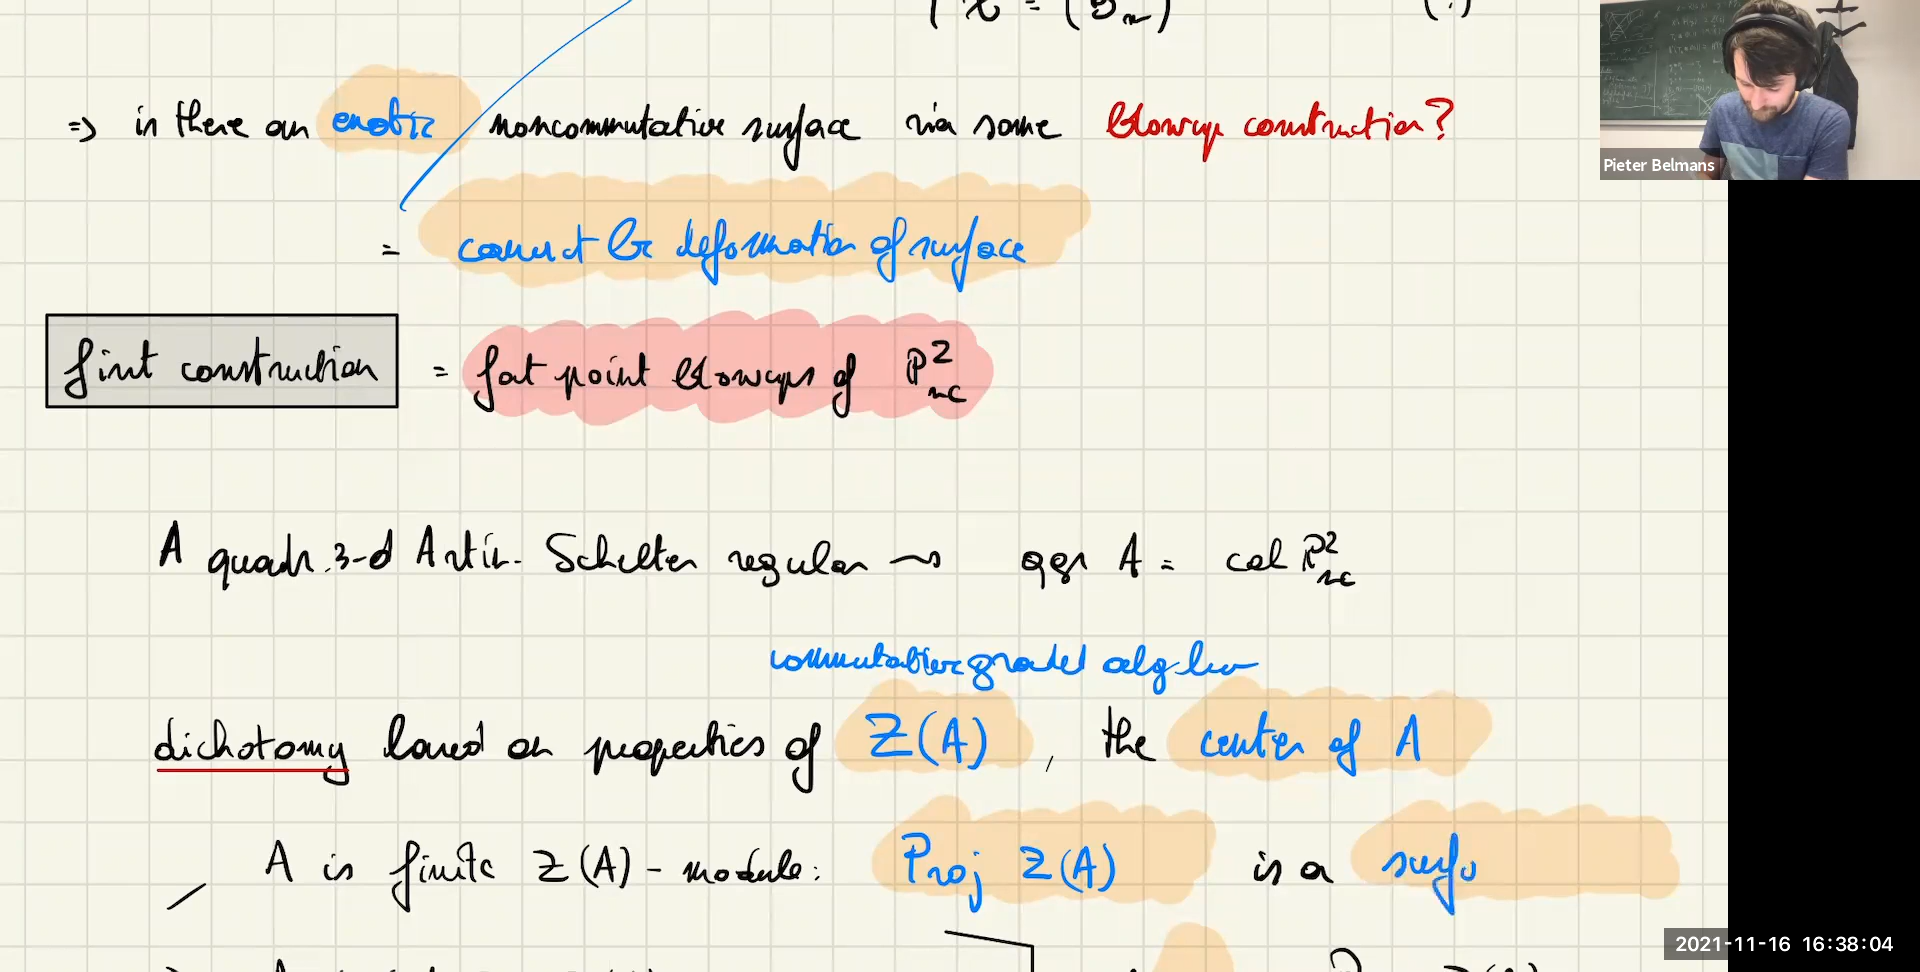 ⇒ is there an exotic noncommutative surface via some blowup construction?
= cannot be deformation of surface
first construction = fat point blowups of P²nc
A quadr. 3-d Artin-Schelter regular ⇝ qgr A = coh P²nc
commutative graded algebra
dichotomy based on properties of Z(A), the center of A
A is finite Z(A)-module: Proj Z(A) is a surfa
Pieter Belmans
2021-11-16 16:38:04